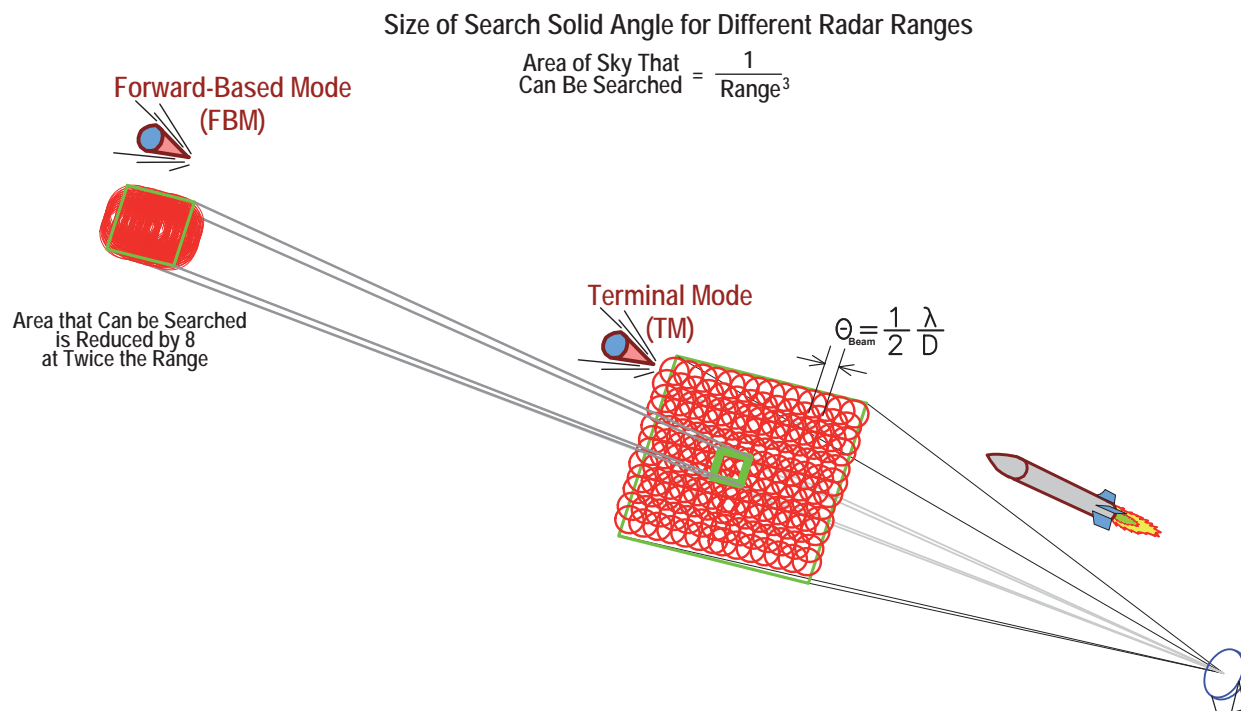 Size of Search Solid Angle for Different Radar Ranges
Area of Sky That
Can Be Searched = 1 / Range³
Forward-Based Mode
(FBM)
Area that Can be Searched
is Reduced by 8
at Twice the Range
Terminal Mode
(TM)
Θ_Beam = 1/2 λ/D